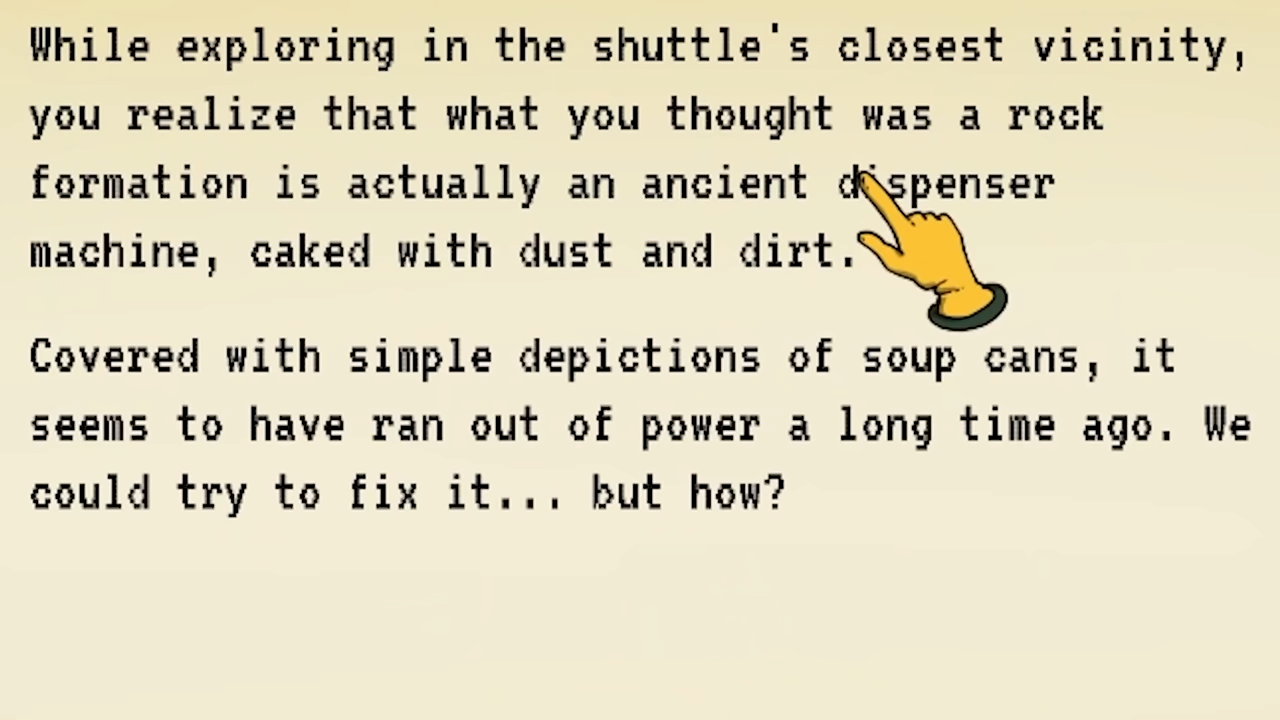 While exploring in the shuttle's closest vicinity,
you realize that what you thought was a rock
formation is actually an ancient dispenser
machine, caked with dust and dirt.
Covered with simple depictions of soup cans, it
seems to have ran out of power a long time ago. We
could try to fix it... but how?